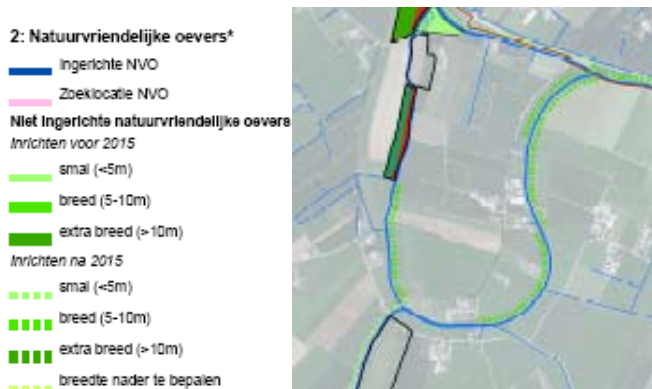 2: Natuurvriendelijke oevers*
Ingerichte NVO
Zoeklocatie NVO
Niet ingerichte natuurvriendelijke oevers
Inrichten voor 2015
smal (<5m)
breed (5-10m)
extra breed (>10m)
Inrichten na 2015
smal (<5m)
breed (5-10m)
extra breed (>10m)
breedte nader te bepalen